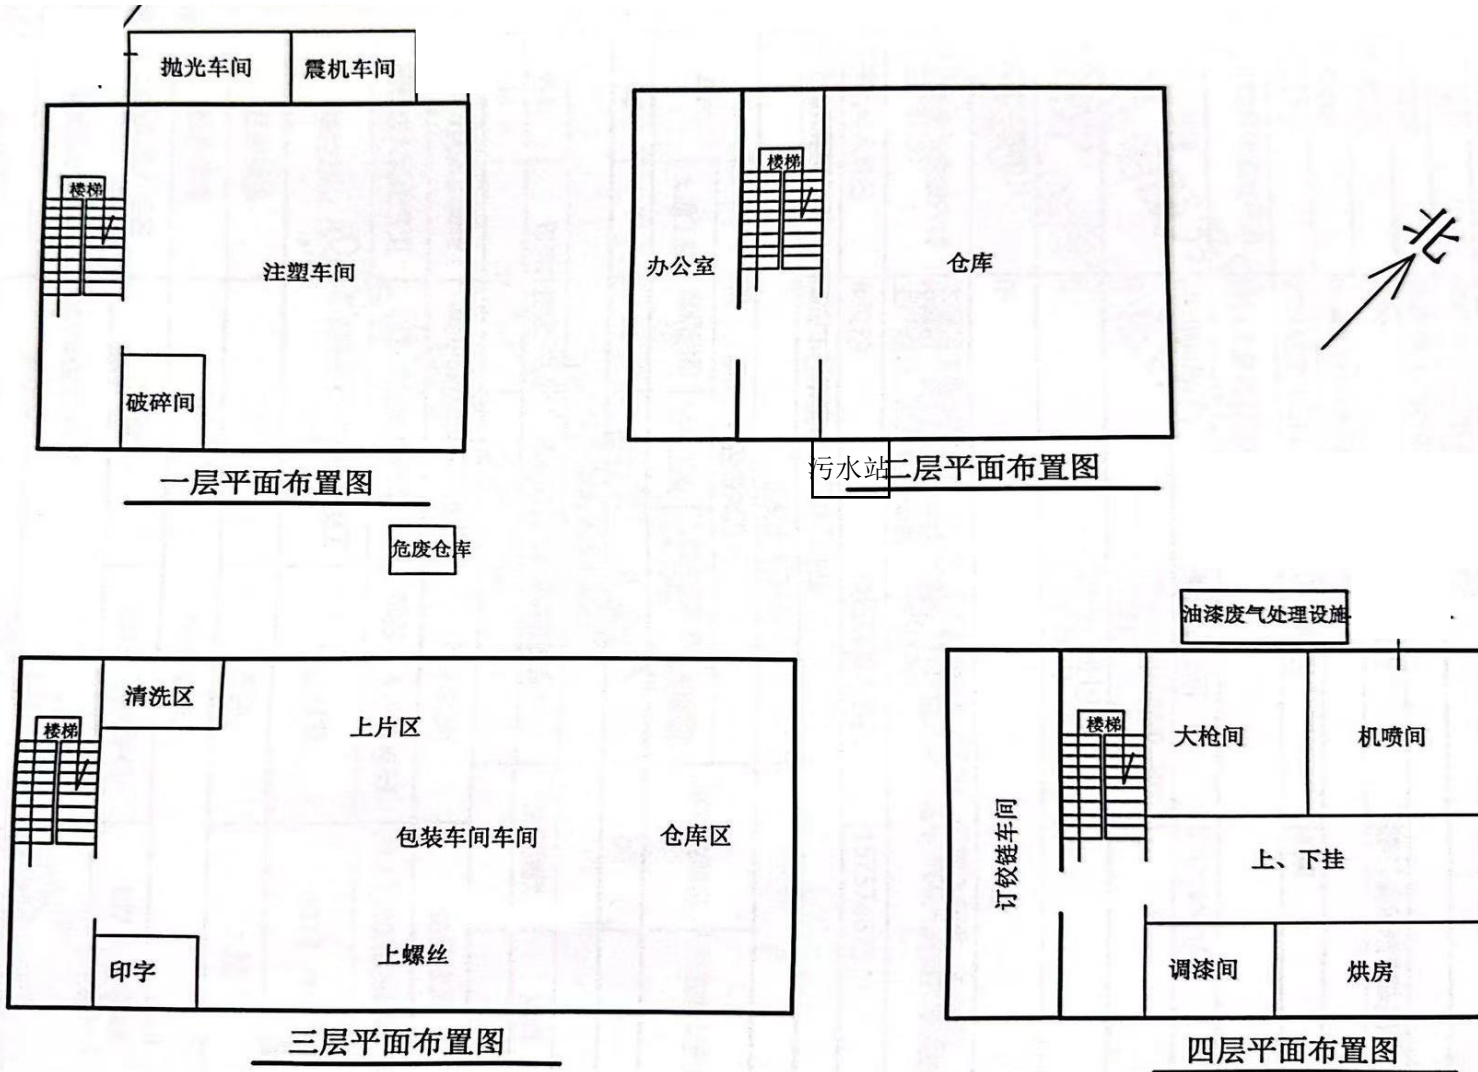 抛光车间
震机车间
楼梯
注塑车间
破碎间
一层平面布置图
楼梯
办公室
仓库
北
污水站
二层平面布置图
危废仓库
油漆废气处理设施
清洗区
上片区
楼梯
包装车间车间
仓库区
上螺丝
印字
三层平面布置图
楼梯
大枪间
机喷间
订铰链车间
上、下挂
调漆间
烘房
四层平面布置图